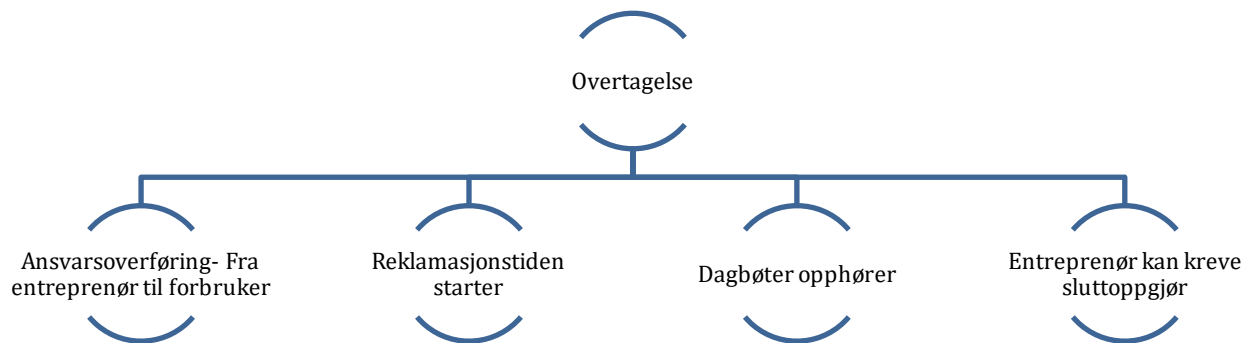 Overtagelse
Ansvarsoverføring- Fra
entreprenør til forbruker
Reklamasjonstiden
starter
Dagbøter opphører
Entreprenør kan kreve
sluttoppgjør